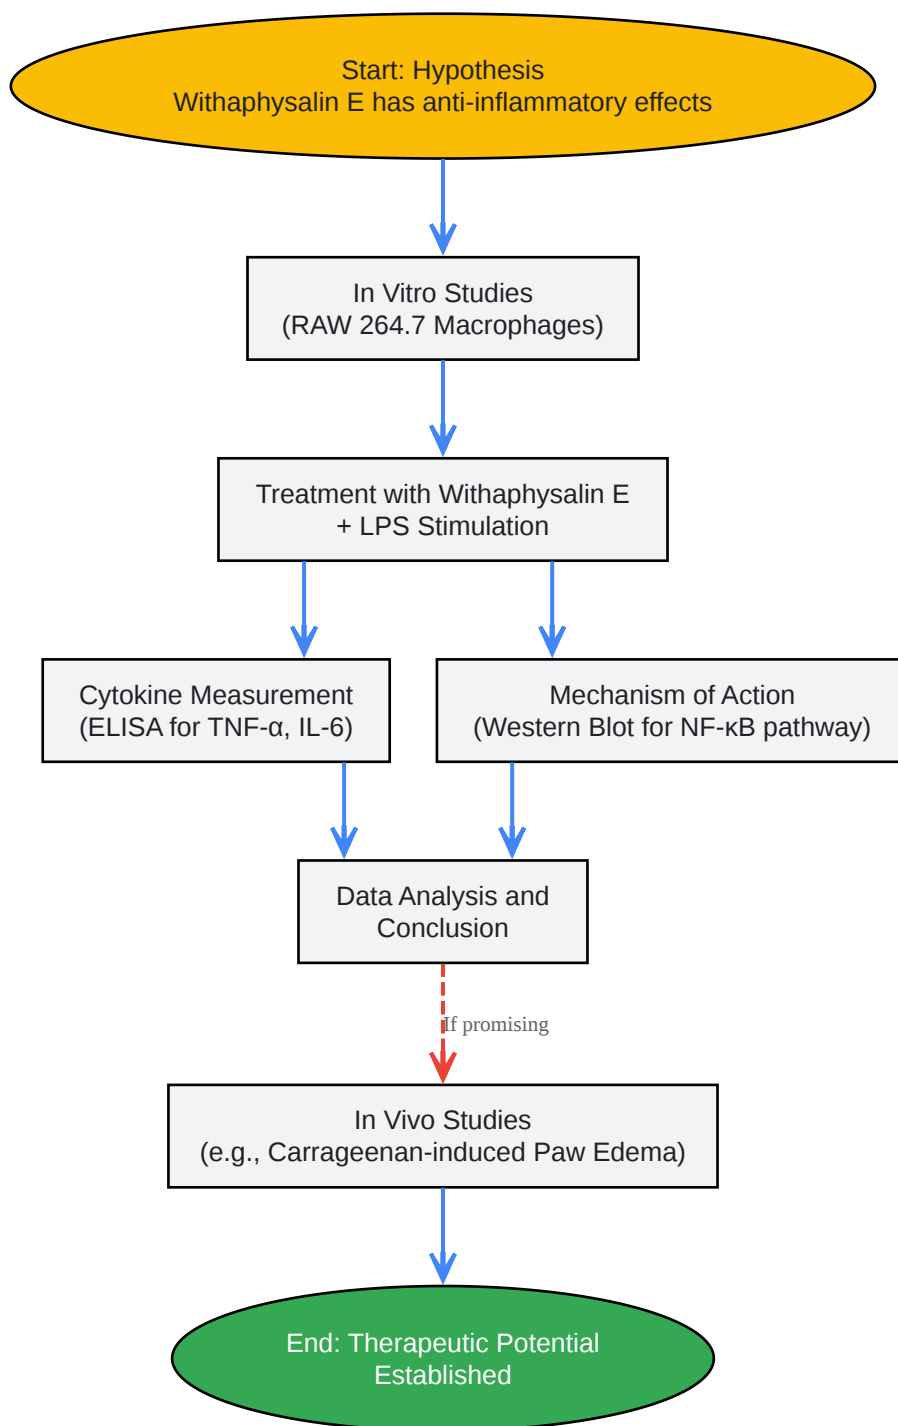 Start: Hypothesis
Withaphysalin E has anti-inflammatory effects
In Vitro Studies
(RAW 264.7 Macrophages)
Treatment with Withaphysalin E
+ LPS Stimulation
Cytokine Measurement
(ELISA for TNF-α, IL-6)
Mechanism of Action
(Western Blot for NF-κB pathway)
Data Analysis and
Conclusion
If promising
In Vivo Studies
(e.g., Carrageenan-induced Paw Edema)
End: Therapeutic Potential
Established